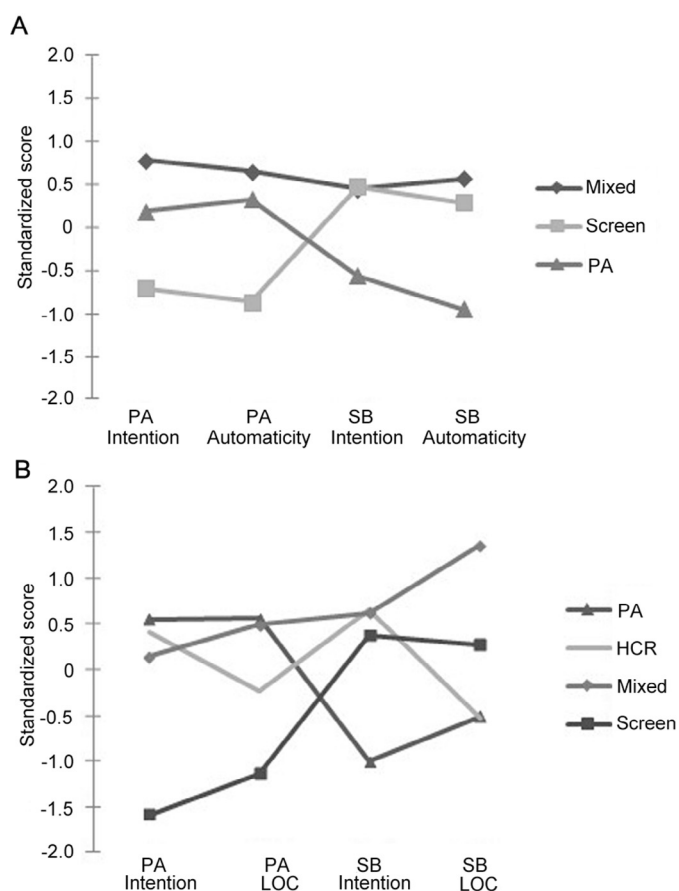 A
2.0
1.5
1.0
0.5
0
-0.5
-1.0
-1.5
-2.0
Standardized score
Mixed
Screen
PA
PA PA SB SB
Intention Automaticity Intention Automaticity
B
2.0
1.5
1.0
0.5
0
-0.5
-1.0
-1.5
-2.0
Standardized score
PA
HCR
Mixed
Screen
PA PA SB SB
Intention LOC Intention LOC